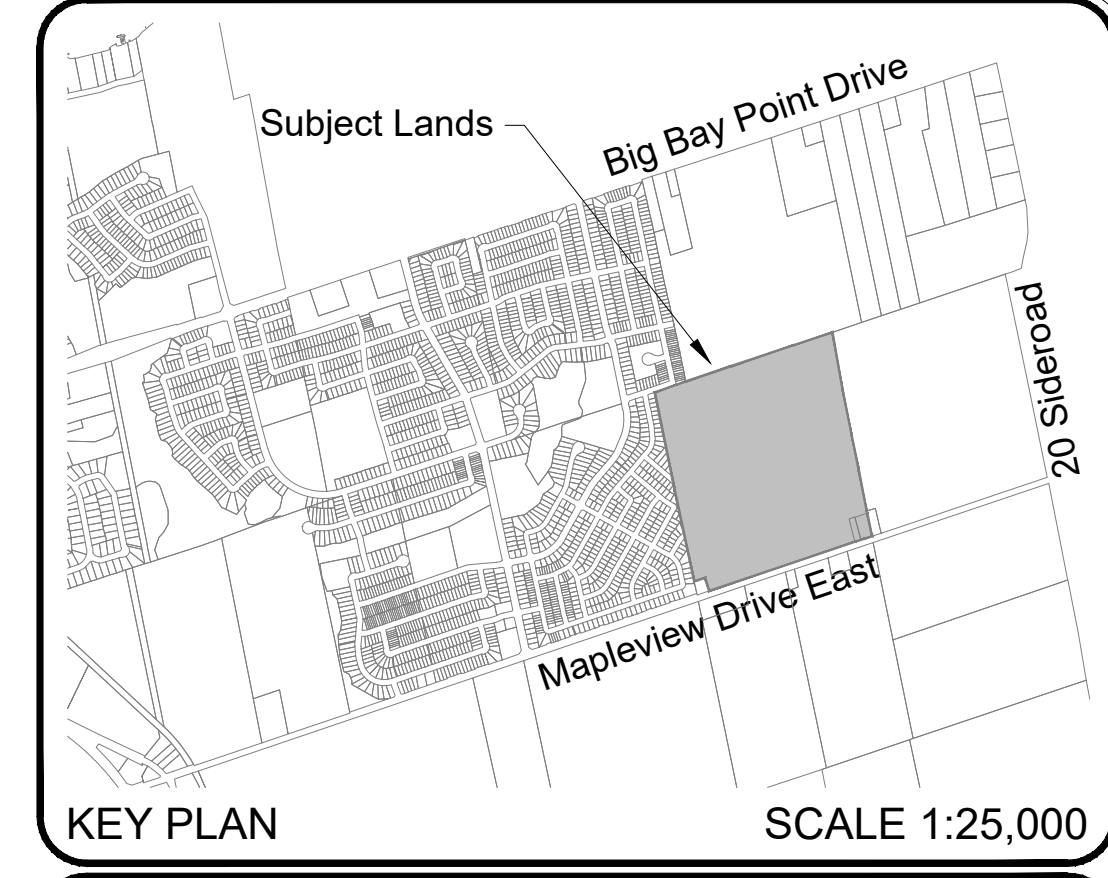 Big Bay Point Drive
Subject Lands
20 Sideroad
Mapleview Drive East
KEY PLAN
SCALE 1:25,000